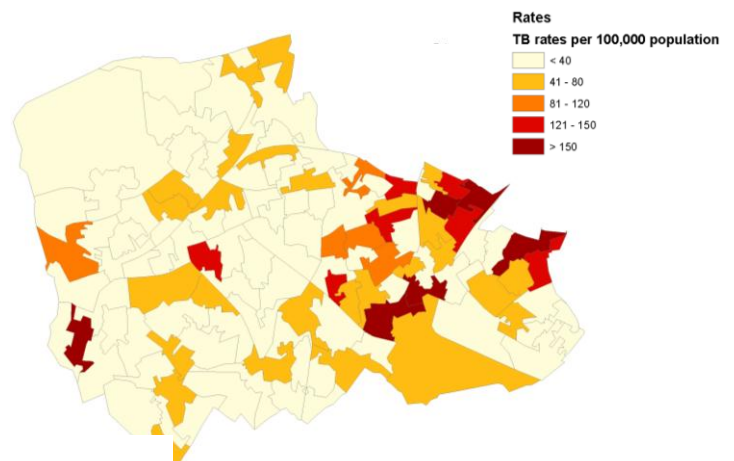 Rates
TB rates per 100,000 population
< 40
41 - 80
81 - 120
121 - 150
> 150